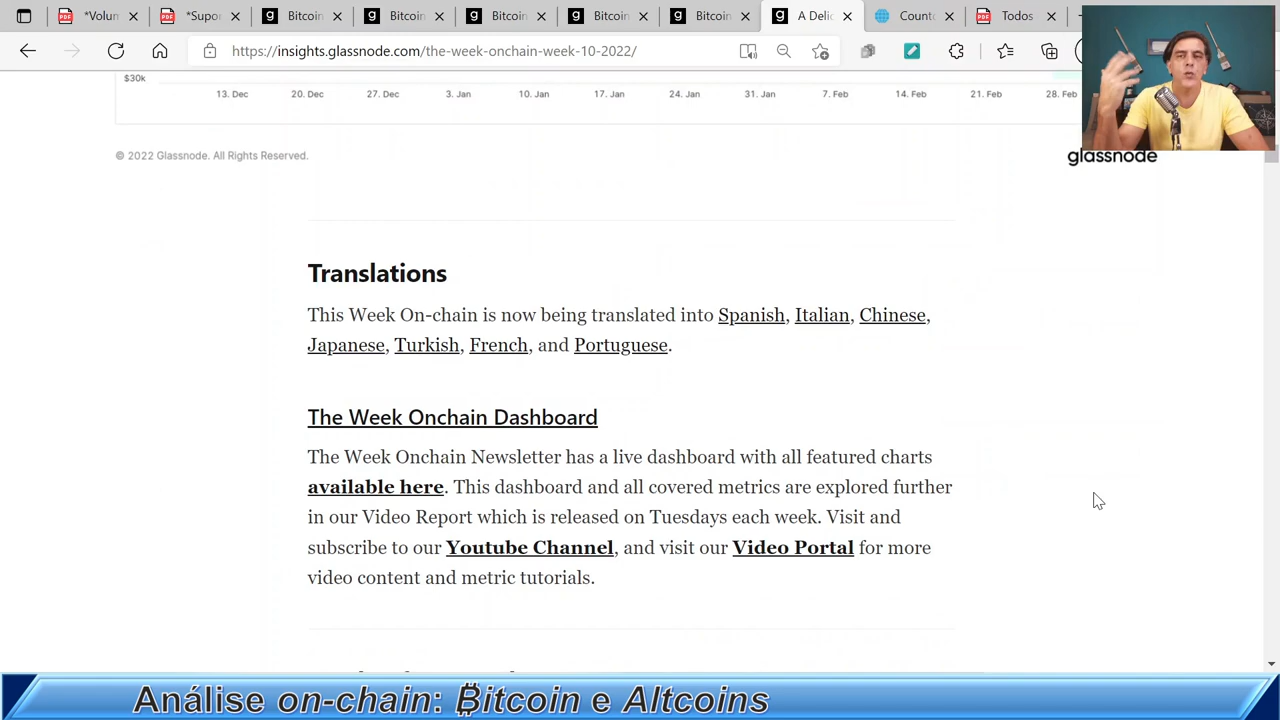 *Volun
*Supo
Bitcoin
Bitcoin
Bitcoin
Bitcoin
Bitcoin
A Delic
Counto
Todos
https://insights.glassnode.com/the-week-onchain-week-10-2022/
$30k
13. Dec 20. Dec 27. Dec 3. Jan 10. Jan 17. Jan 24. Jan 31. Jan 7. Feb 14. Feb 21. Feb 28. Feb
© 2022 Glassnode. All Rights Reserved.
glassnode
Translations
This Week On-chain is now being translated into Spanish, Italian, Chinese,
Japanese, Turkish, French, and Portuguese.
The Week Onchain Dashboard
The Week Onchain Newsletter has a live dashboard with all featured charts
available here. This dashboard and all covered metrics are explored further
in our Video Report which is released on Tuesdays each week. Visit and
subscribe to our Youtube Channel, and visit our Video Portal for more
video content and metric tutorials.
Análise on-chain: ₿itcoin e Altcoins